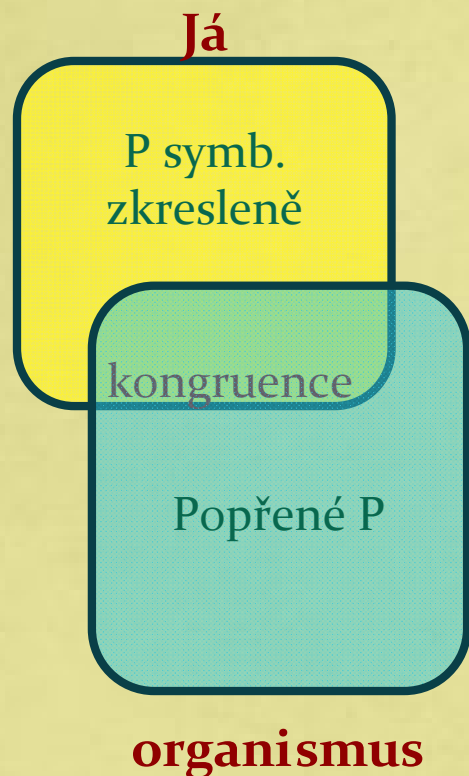 Já
P symb.
zkresleně
kongruence
Popřené P
organismus